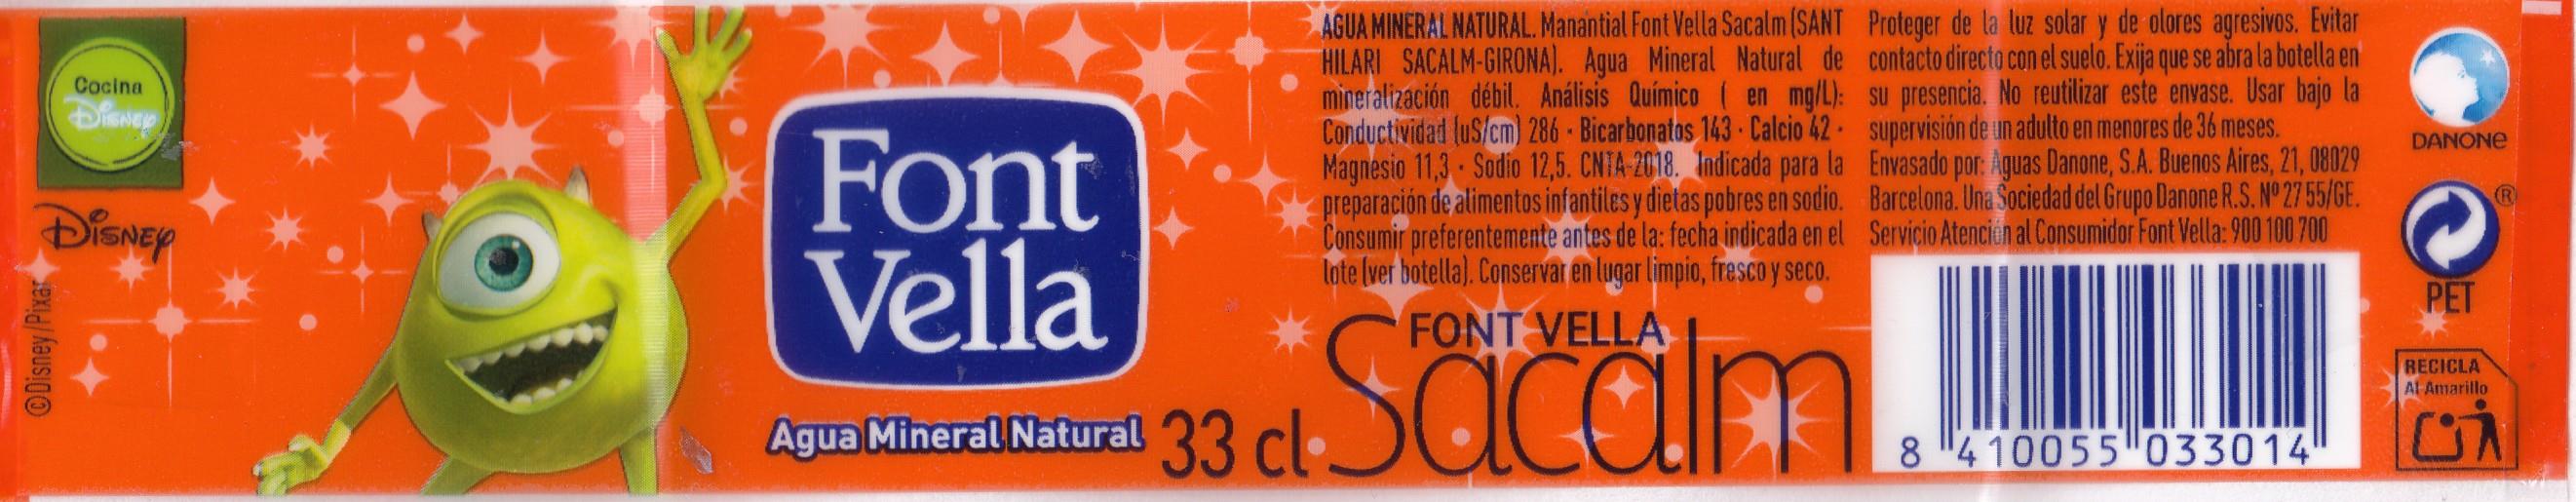 Cocina
Disney
Disney
©Disney/Pixar
Font
Vella
Agua Mineral Natural
33 cl
AGUA MINERAL NATURAL. Manantial Font Vella Sacalm (SANT
HILARI SACALM-GIRONA). Agua Mineral Natural de
mineralización débil. Análisis Químico ( en mg/L):
Conductividad (uS/cm) 286 · Bicarbonatos 143 · Calcio 42 ·
Magnesio 11,3 · Sodio 12,5. CNTA-2018. Indicada para la
preparación de alimentos infantiles y dietas pobres en sodio.
Consumir preferentemente antes de la: fecha indicada en el
lote (ver botella). Conservar en lugar limpio, fresco y seco.
FONT VELLA
Sacalm
Proteger de la luz solar y de olores agresivos. Evitar
contacto directo con el suelo. Exija que se abra la botella en
su presencia. No reutilizar este envase. Usar bajo la
supervisión de un adulto en menores de 36 meses.
Envasado por: Aguas Danone, S.A. Buenos Aires, 21, 08029
Barcelona. Una Sociedad del Grupo Danone R.S. Nº 27 55/GE.
Servicio Atención al Consumidor Font Vella: 900 100 700
8 410055 033014
DANONE
®
PET
RECICLA
Al Amarillo